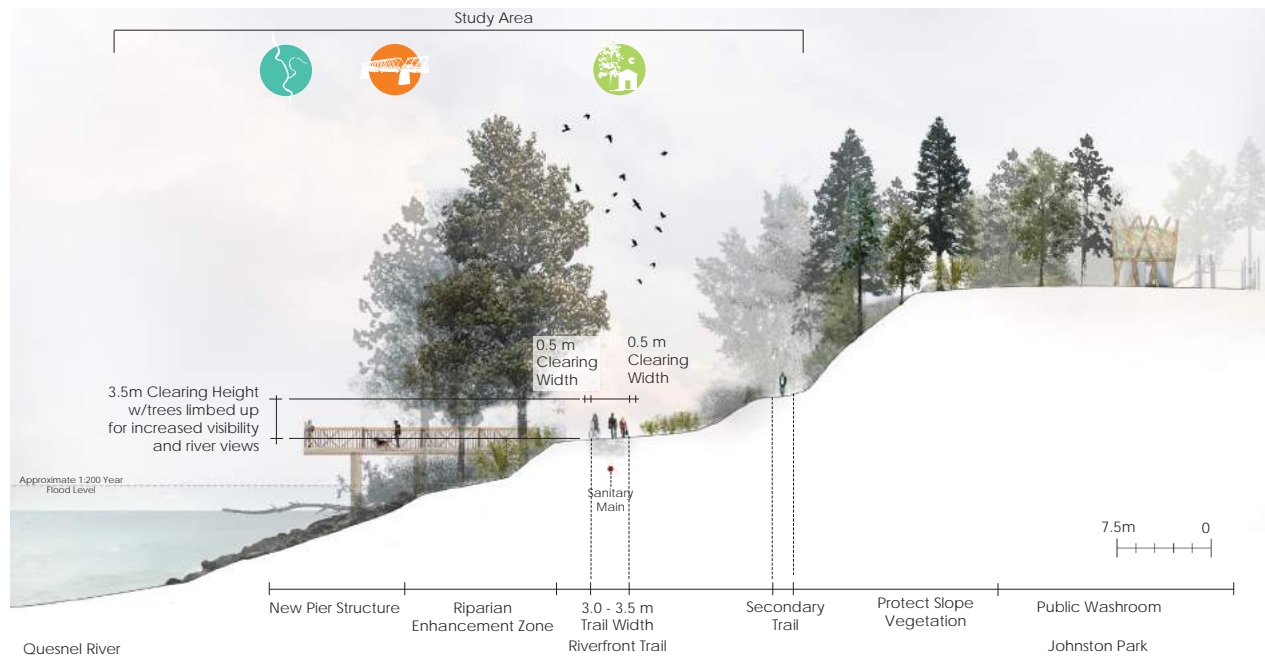 Study Area
0.5 m
Clearing
Width
0.5 m
Clearing
Width
3.5m Clearing Height
w/trees limbed up
for increased visibility
and river views
Approximate 1:200 Year
Flood Level
Sanitary
Main
7.5m 0
New Pier Structure
Riparian
Enhancement Zone
3.0 - 3.5 m
Trail Width
Riverfront Trail
Secondary
Trail
Protect Slope
Vegetation
Public Washroom
Johnston Park
Quesnel River